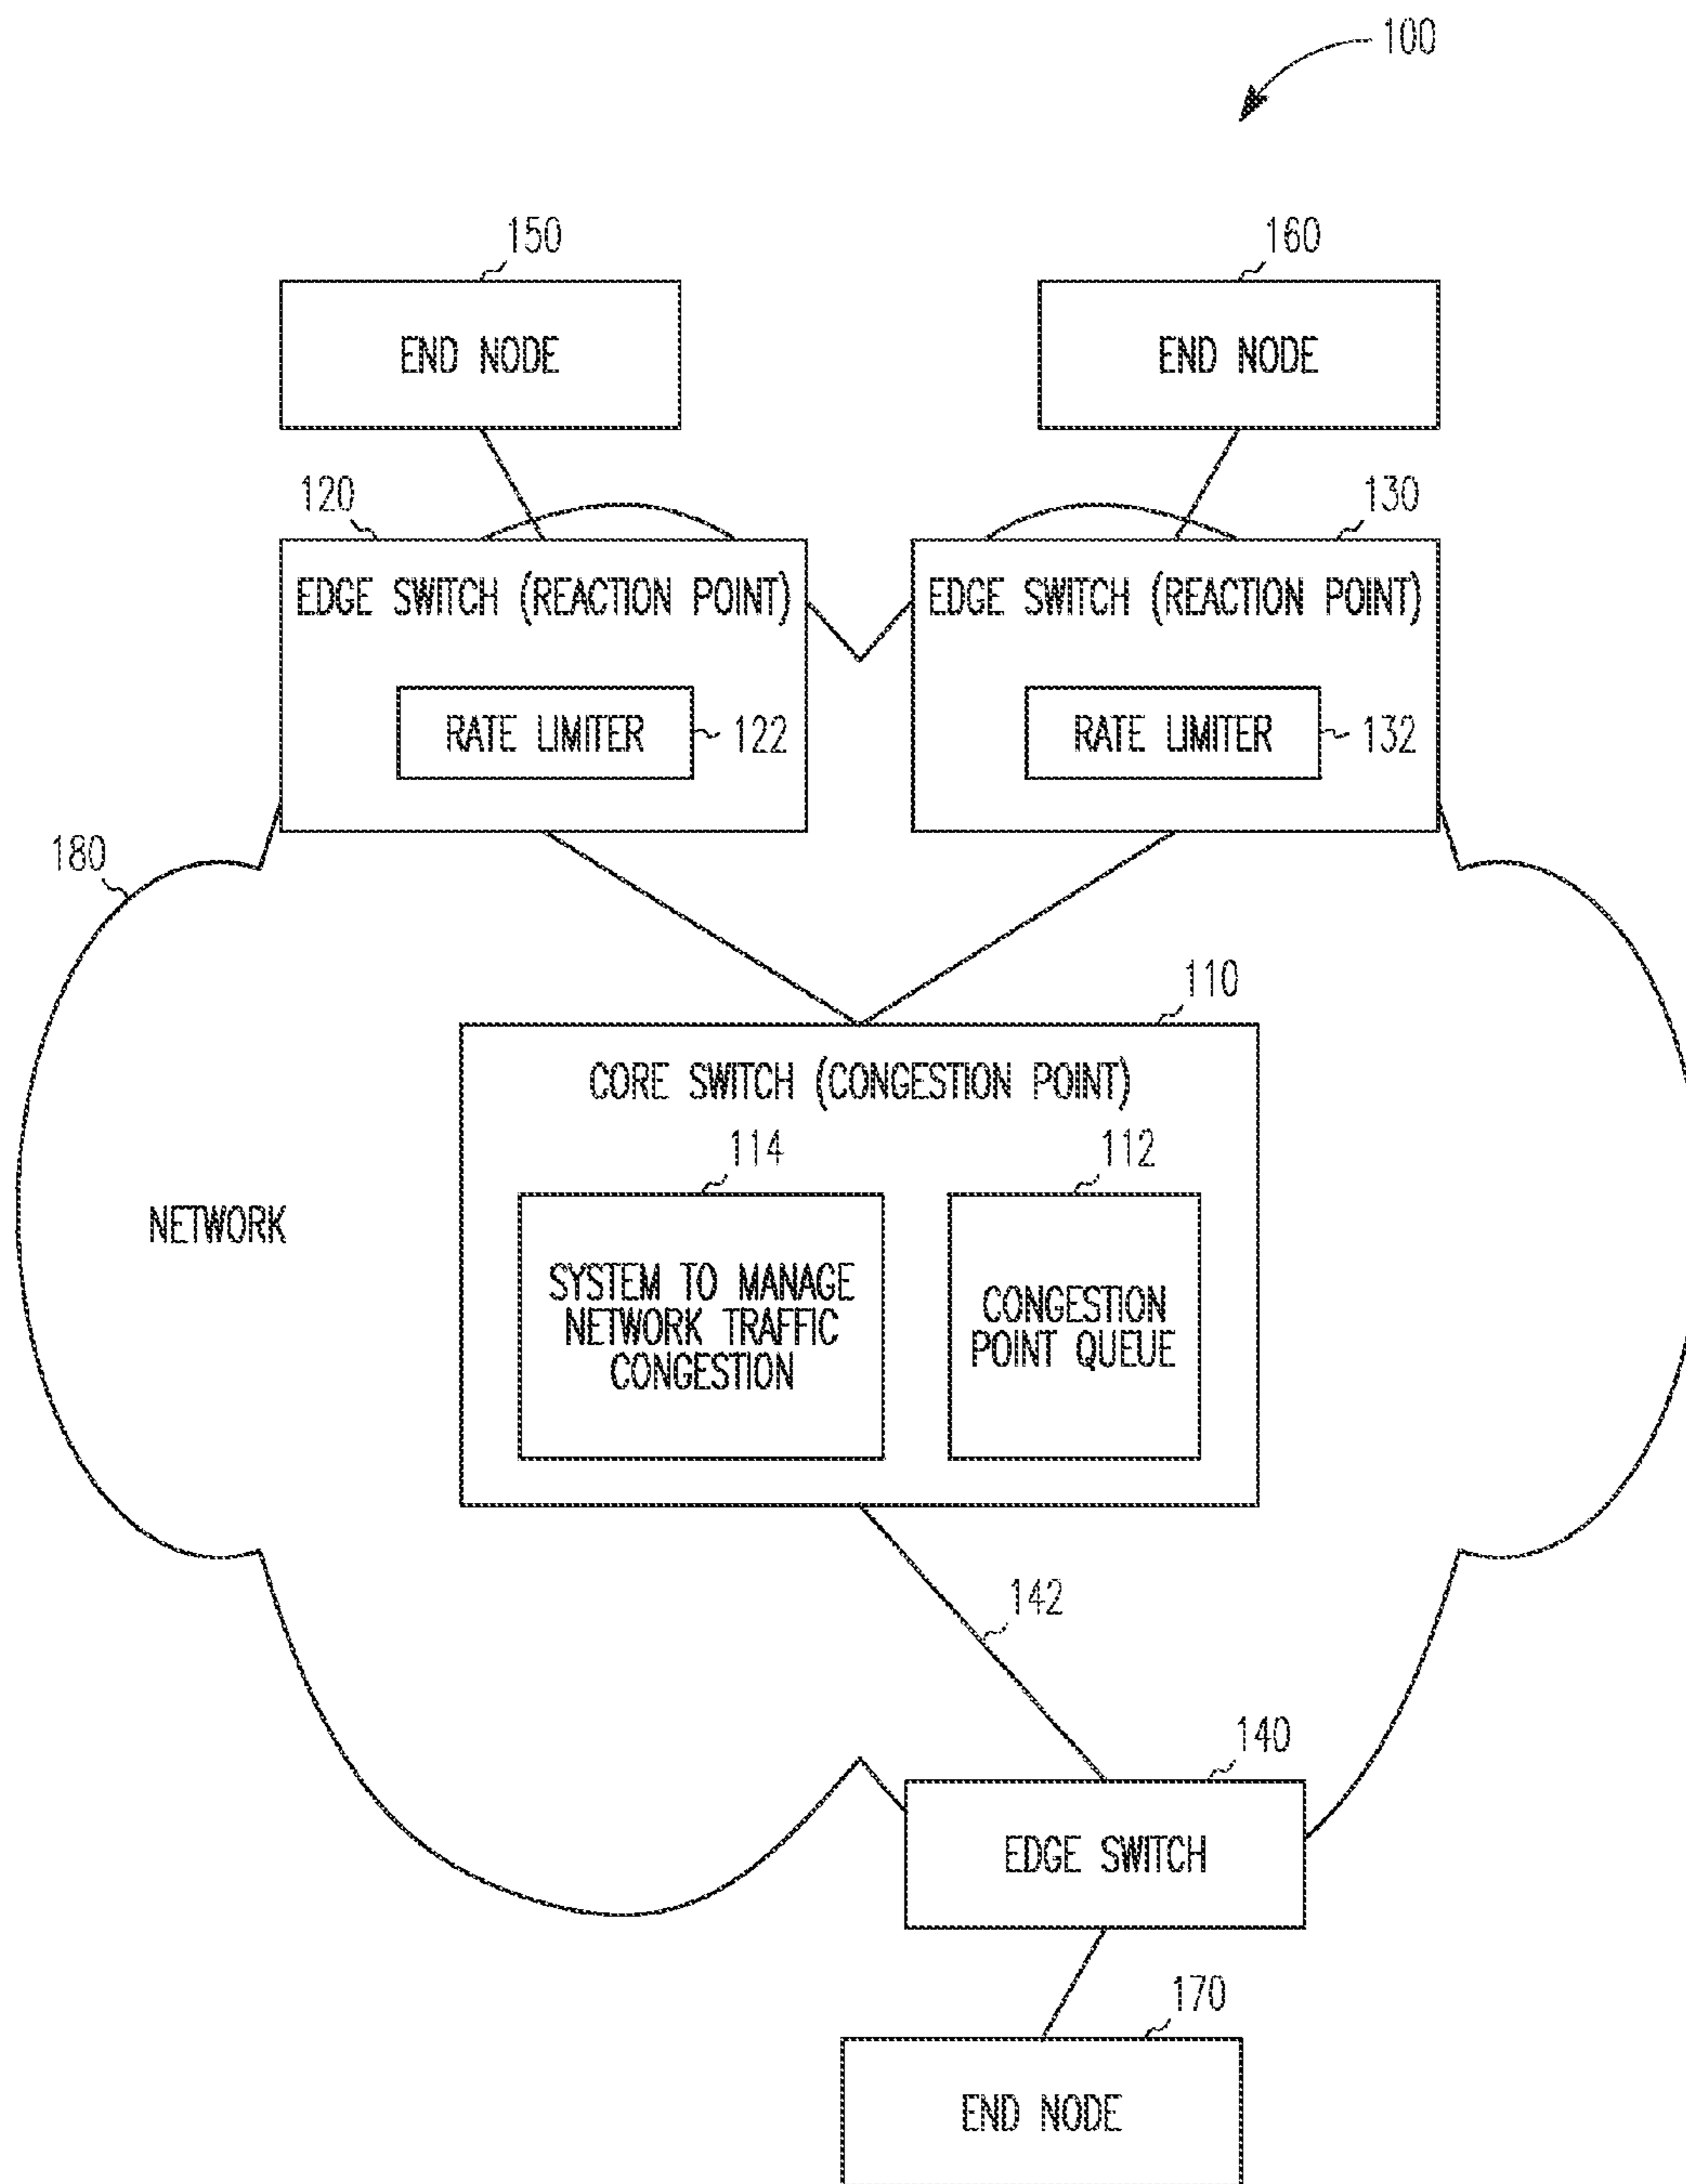 100
150
160
END NODE
END NODE
120
130
EDGE SWITCH (REACTION POINT)
EDGE SWITCH (REACTION POINT)
RATE LIMITER
122
RATE LIMITER
132
180
110
CORE SWITCH (CONGESTION POINT)
114
112
NETWORK
SYSTEM TO MANAGE
NETWORK TRAFFIC
CONGESTION
CONGESTION
POINT QUEUE
142
140
EDGE SWITCH
170
END NODE